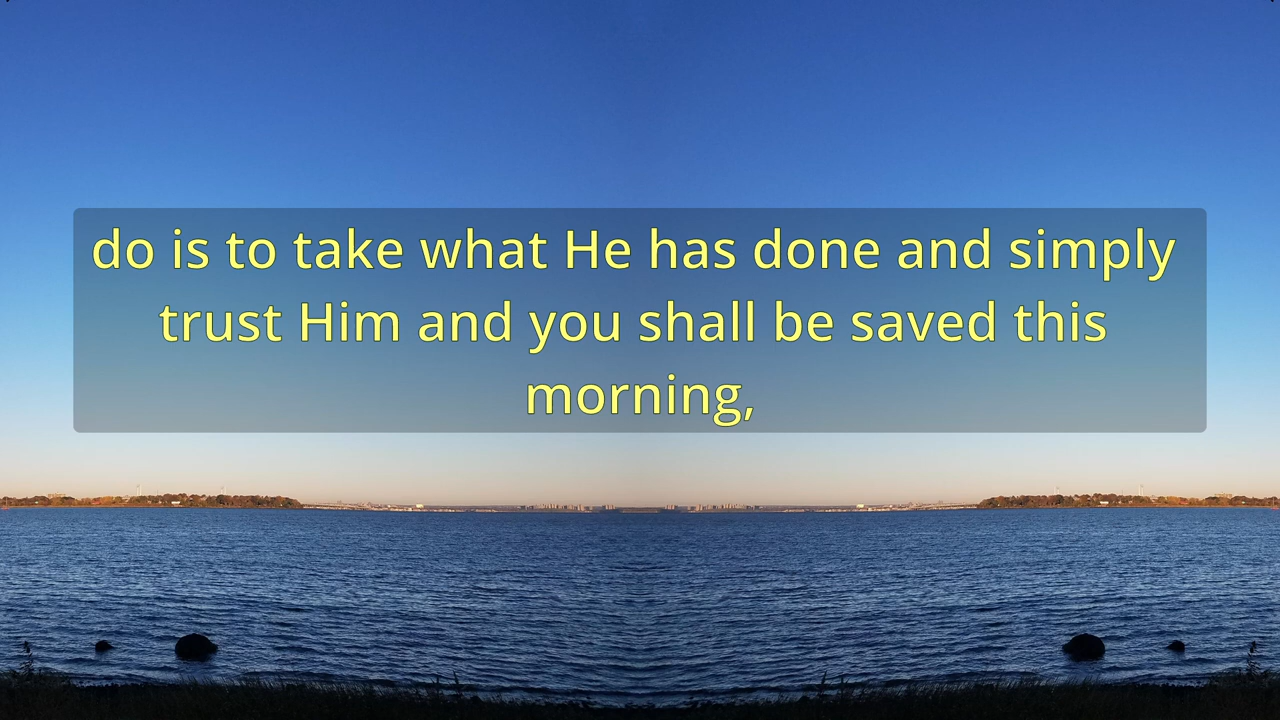 do is to take what He has done and simply
trust Him and you shall be saved this
morning,